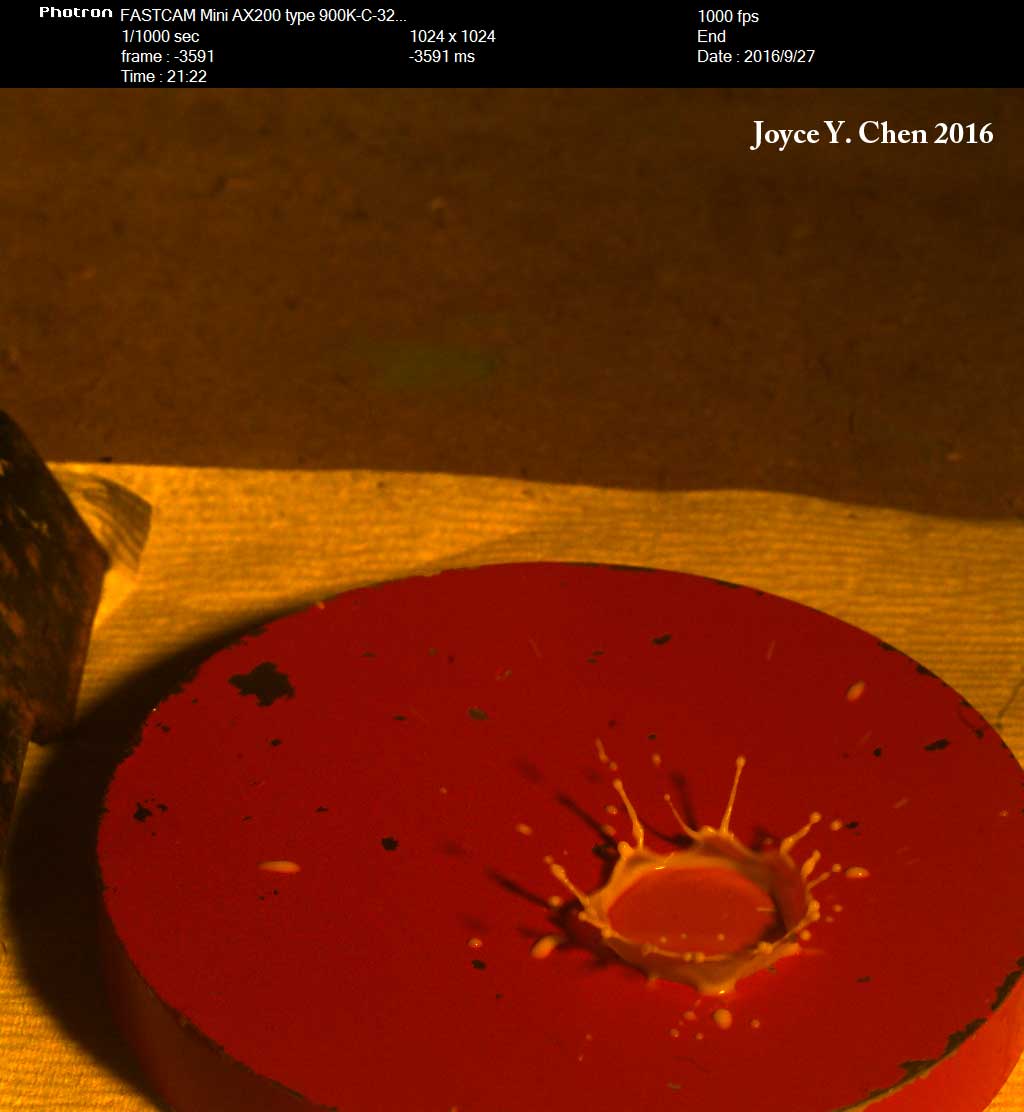 Photron FASTCAM Mini AX200 type 900K-C-32... 1000 fps
1/1000 sec 1024 x 1024 End
frame : -3591 -3591 ms Date : 2016/9/27
Time : 21:22
Joyce Y. Chen 2016